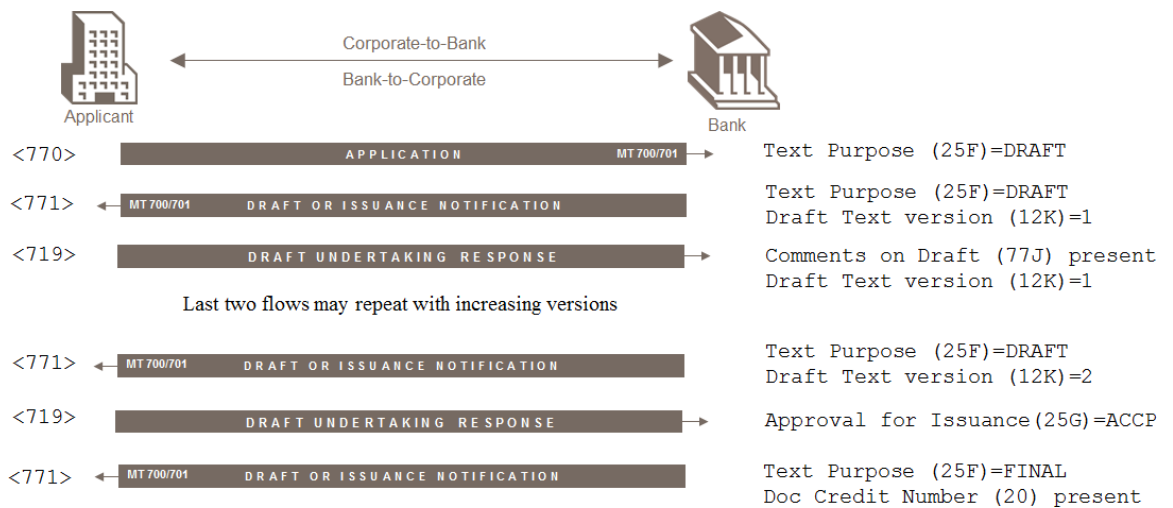 Corporate-to-Bank
Bank-to-Corporate
Applicant
Bank
<770> APPLICATION MT 700/701 Text Purpose (25F)=DRAFT
<771> MT 700/701 DRAFT OR ISSUANCE NOTIFICATION Text Purpose (25F)=DRAFT
Draft Text version (12K)=1
<719> DRAFT UNDERTAKING RESPONSE Comments on Draft (77J) present
Draft Text version (12K)=1
Last two flows may repeat with increasing versions
<771> MT 700/701 DRAFT OR ISSUANCE NOTIFICATION Text Purpose (25F)=DRAFT
Draft Text version (12K)=2
<719> DRAFT UNDERTAKING RESPONSE Approval for Issuance(25G)=ACCP
<771> MT 700/701 DRAFT OR ISSUANCE NOTIFICATION Text Purpose (25F)=FINAL
Doc Credit Number (20) present